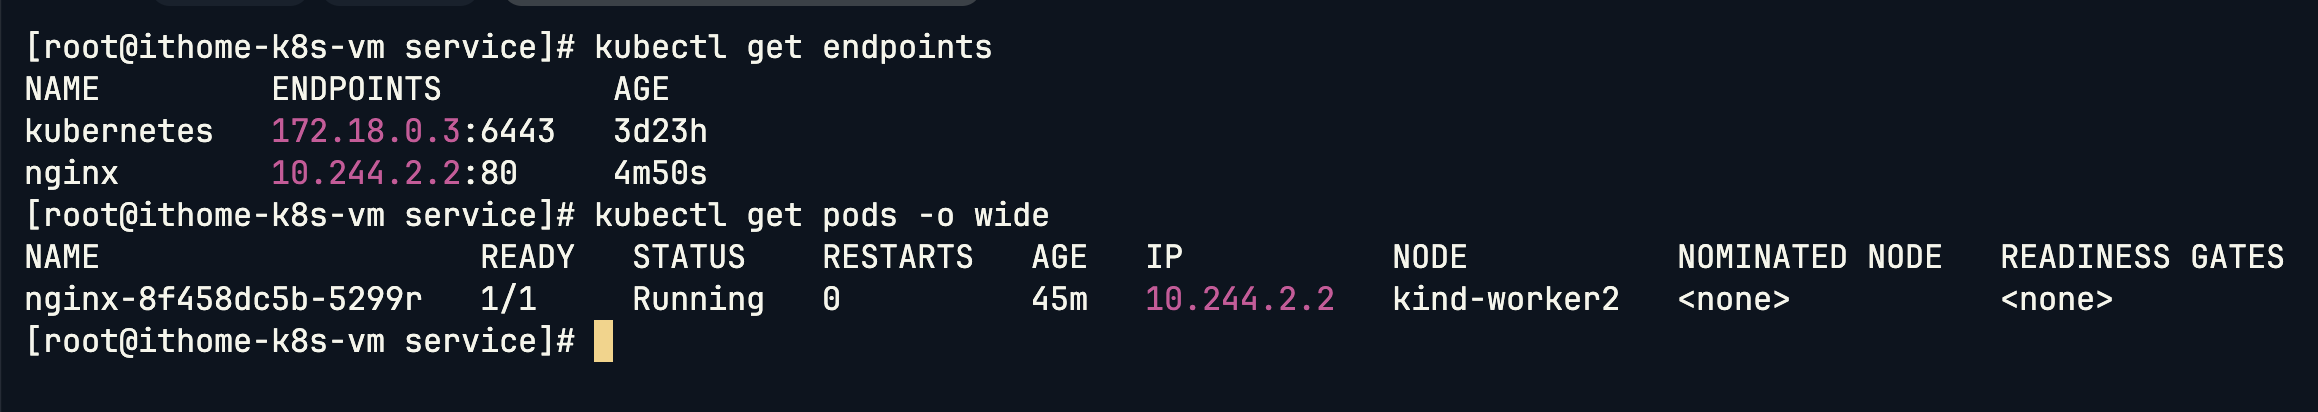 [root@ithome-k8s-vm service]# kubectl get endpoints
NAME         ENDPOINTS         AGE
kubernetes   172.18.0.3:6443   3d23h
nginx        10.244.2.2:80     4m50s
[root@ithome-k8s-vm service]# kubectl get pods -o wide
NAME                    READY   STATUS    RESTARTS   AGE   IP           NODE           NOMINATED NODE   READINESS GATES
nginx-8f458dc5b-5299r   1/1     Running   0          45m   10.244.2.2   kind-worker2   <none>           <none>
[root@ithome-k8s-vm service]#